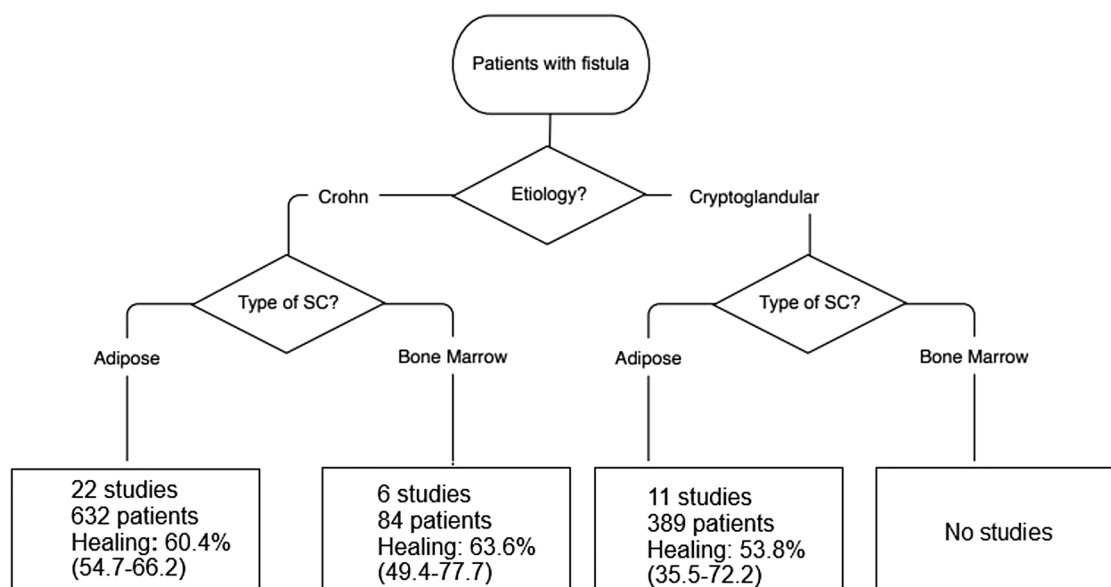 Patients with fistula
Etiology?
Crohn
Cryptoglandular
Type of SC?
Type of SC?
Adipose
Bone Marrow
Adipose
Bone Marrow
22 studies
632 patients
Healing: 60.4%
(54.7-66.2)
6 studies
84 patients
Healing: 63.6%
(49.4-77.7)
11 studies
389 patients
Healing: 53.8%
(35.5-72.2)
No studies